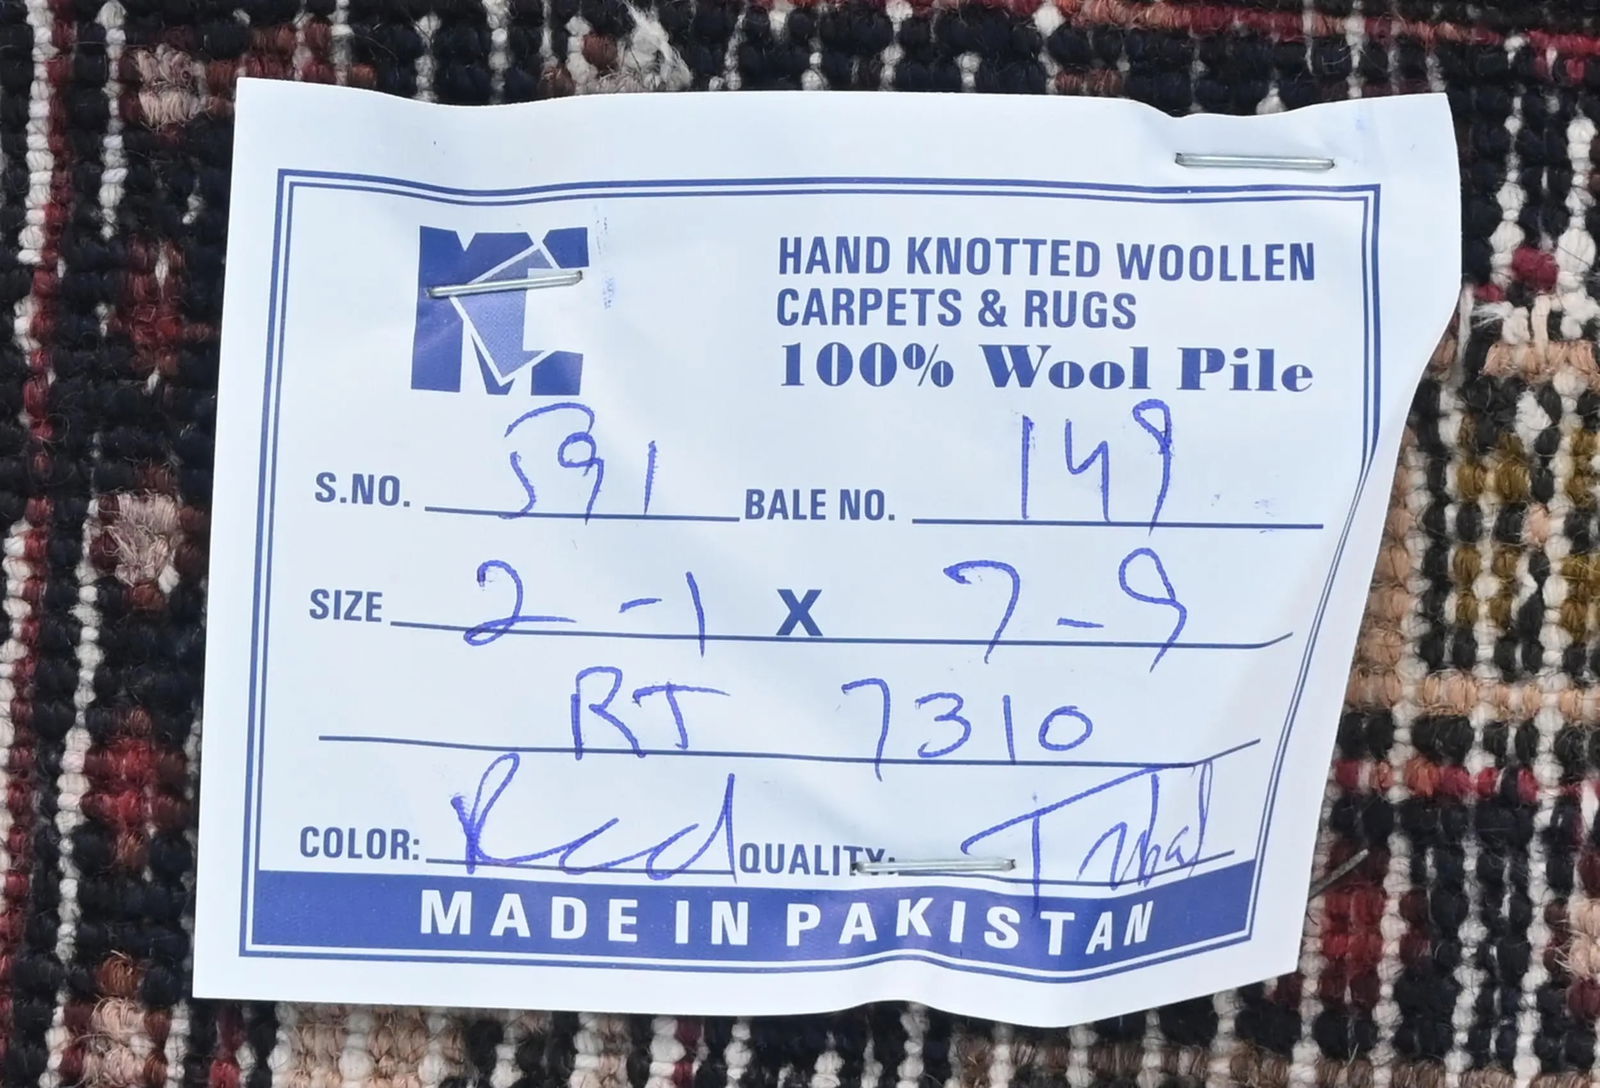 HAND KNOTTED WOOLLEN
CARPETS & RUGS
100% Wool Pile
S.NO. 591 BALE NO. 149
SIZE 2-1 X 7-9
RT 7310
COLOR: Red QUALITY: Tribal
MADE IN PAKISTAN